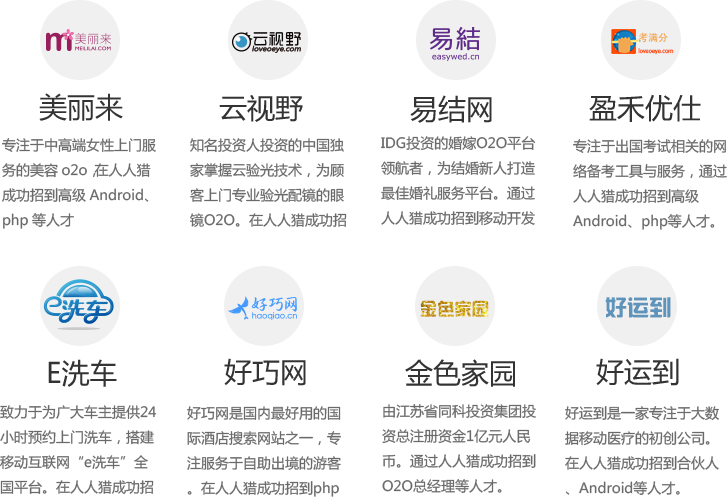 美丽来
MEILILAI.COM
云视野
loveoeye.com
易結
easywed.cn
考满分
loveoeye.com
美丽来
云视野
易结网
盈禾优仕
专注于中高端女性上门服
务的美容 o2o ,在人人猎
成功招到高级 Android、
php 等人才
知名投资人投资的中国独
家掌握云验光技术，为顾
客上门专业验光配镜的眼
镜O2O。在人人猎成功招
IDG投资的婚嫁O2O平台
领航者，为结婚新人打造
最佳婚礼服务平台。通过
人人猎成功招到移动开发
专注于出国考试相关的网
络备考工具与服务，通过
人人猎成功招到高级
Android、php等人才。
e洗车
好巧网
haoqiao.cn
金色家园
好运到
E洗车
好巧网
金色家园
好运到
致力于为广大车主提供24
小时预约上门洗车，搭建
移动互联网“e洗车”全
国平台。在人人猎成功招
好巧网是国内最好用的国
际酒店搜索网站之一，专
注服务于自助出境的游客
。在人人猎成功招到php
由江苏省同科投资集团投
资总注册资金1亿元人民
币。通过人人猎成功招到
O2O总经理等人才。
好运到是一家专注于大数
据移动医疗的初创公司。
在人人猎成功招到合伙人
、Android等人才。